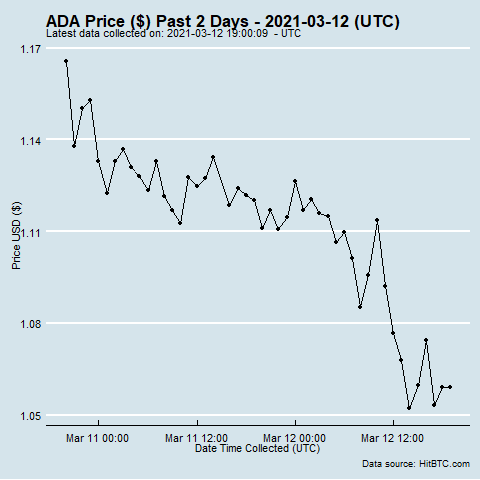 ADA Price ($) Past 2 Days - 2021-03-12 (UTC)
Latest data collected on: 2021-03-12 19:00:09 - UTC
1.17
1.14
1.11
1.08
1.05
Price USD ($)
Mar 11 00:00 Mar 11 12:00 Mar 12 00:00 Mar 12 12:00
Date Time Collected (UTC)
Data source: HitBTC.com